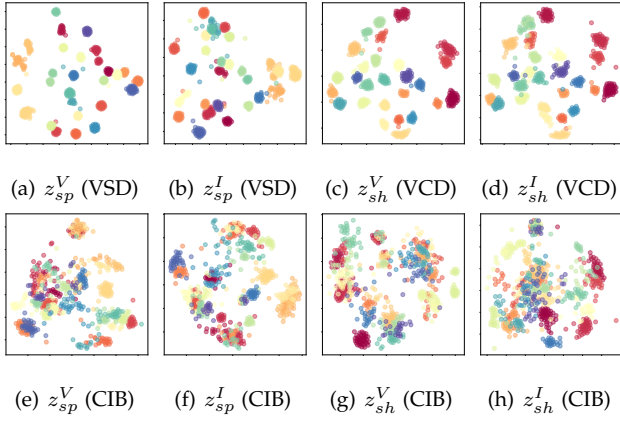 (a) $z_{sp}^{V}$ (VSD) (b) $z_{sp}^{I}$ (VSD) (c) $z_{sh}^{V}$ (VCD) (d) $z_{sh}^{I}$ (VCD)
(e) $z_{sp}^{V}$ (CIB) (f) $z_{sp}^{I}$ (CIB) (g) $z_{sh}^{V}$ (CIB) (h) $z_{sh}^{I}$ (CIB)